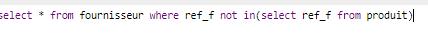 select * from fournisseur where ref_f not in(select ref_f from produit)